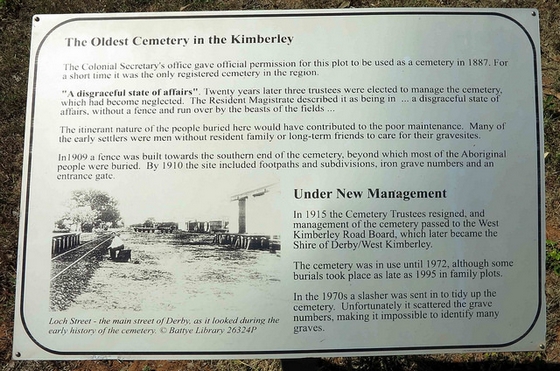 The Oldest Cemetery in the Kimberley
The Colonial Secretary's office gave official permission for this plot to be used as a cemetery in 1887. For
a short time it was the only registered cemetery in the region.
"A disgraceful state of affairs". Twenty years later three trustees were elected to manage the cemetery,
which had become neglected. The Resident Magistrate described it as being in ... a disgraceful state of
affairs, without a fence and run over by the beasts of the fields ...
The itinerant nature of the people buried here would have contributed to the poor maintenance. Many of
the early settlers were men without resident family or long-term friends to care for their gravesites.
In1909 a fence was built towards the southern end of the cemetery, beyond which most of the Aboriginal
people were buried. By 1910 the site included footpaths and subdivisions, iron grave numbers and an
entrance gate.
Under New Management
In 1915 the Cemetery Trustees resigned, and
management of the cemetery passed to the West
Kimberley Road Board, which later became the
Shire of Derby/West Kimberley.
The cemetery was in use until 1972, although some
burials took place as late as 1995 in family plots.
In the 1970s a slasher was sent in to tidy up the
cemetery. Unfortunately it scattered the grave
numbers, making it impossible to identify many
graves.
Loch Street - the main street of Derby, as it looked during the
early history of the cemetery. © Battye Library 26324P